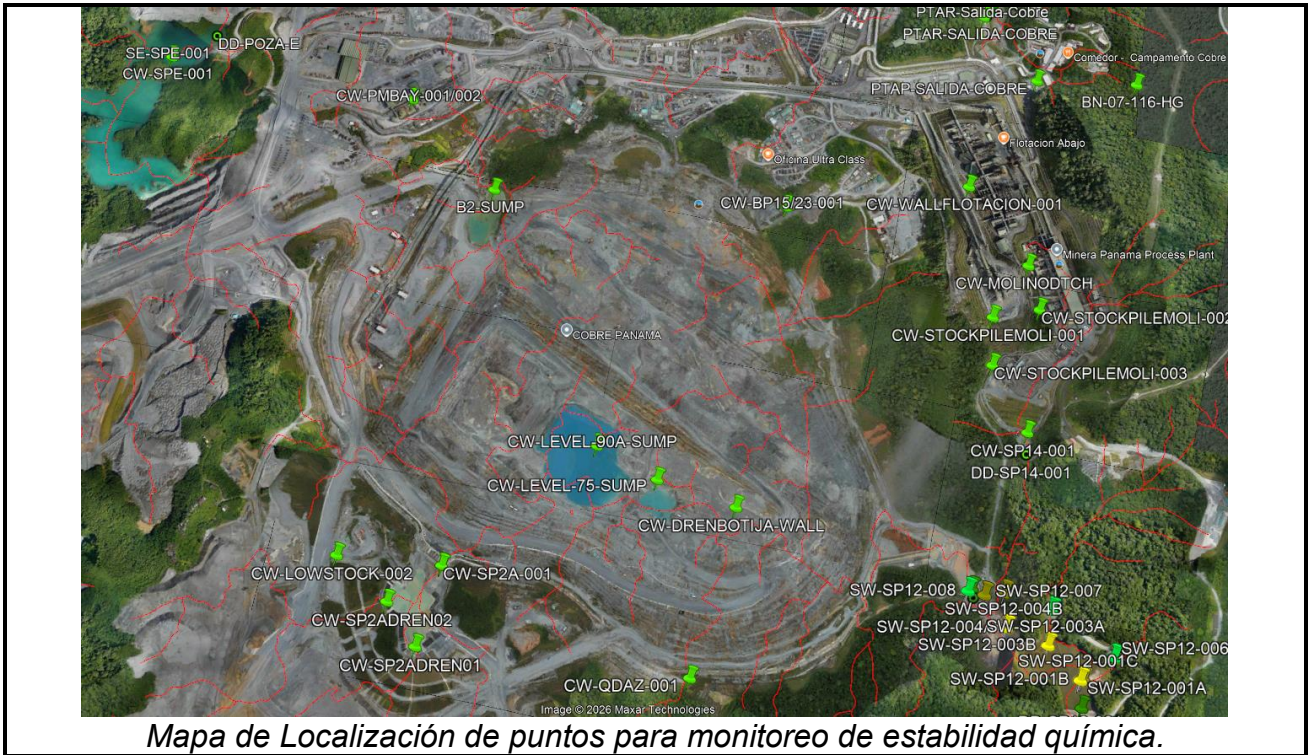 PTAR-Salida-Cobre
PTAR-SALIDA-COBRE
SE-SPE-001
DD-POZA-E
CW-SPE-001
Comedor - Campamento Cobre
CW-PMBAY-001/002
PTAP-SALIDA-COBRE
BN-07-116-HG
Flotacion Abajo
Oficina Ultra Class
B2-SUMP
CW-BP15/23-001
CW-WALLFLOTACION-001
Minera Panama Process Plant
CW-MOLINODTCH
CW-STOCKPILEMOLI-002
CW-STOCKPILEMOLI-001
COBRE PANAMA
CW-STOCKPILEMOLI-003
CW-LEVEL-90A-SUMP
CW-SP14-001
DD-SP14-001
CW-LEVEL-75-SUMP
CW-DRENBOTIJA-WALL
CW-LOWSTOCK-002
CW-SP2A-001
SW-SP12-008
SW-SP12-007
SW-SP12-004B
CW-SP2ADREN02
SW-SP12-004/SW-SP12-003A
SW-SP12-003B
SW-SP12-006
CW-SP2ADREN01
SW-SP12-001C
SW-SP12-001B
CW-QDAZ-001
SW-SP12-001A
Image © 2026 Maxar Technologies
Mapa de Localización de puntos para monitoreo de estabilidad química.